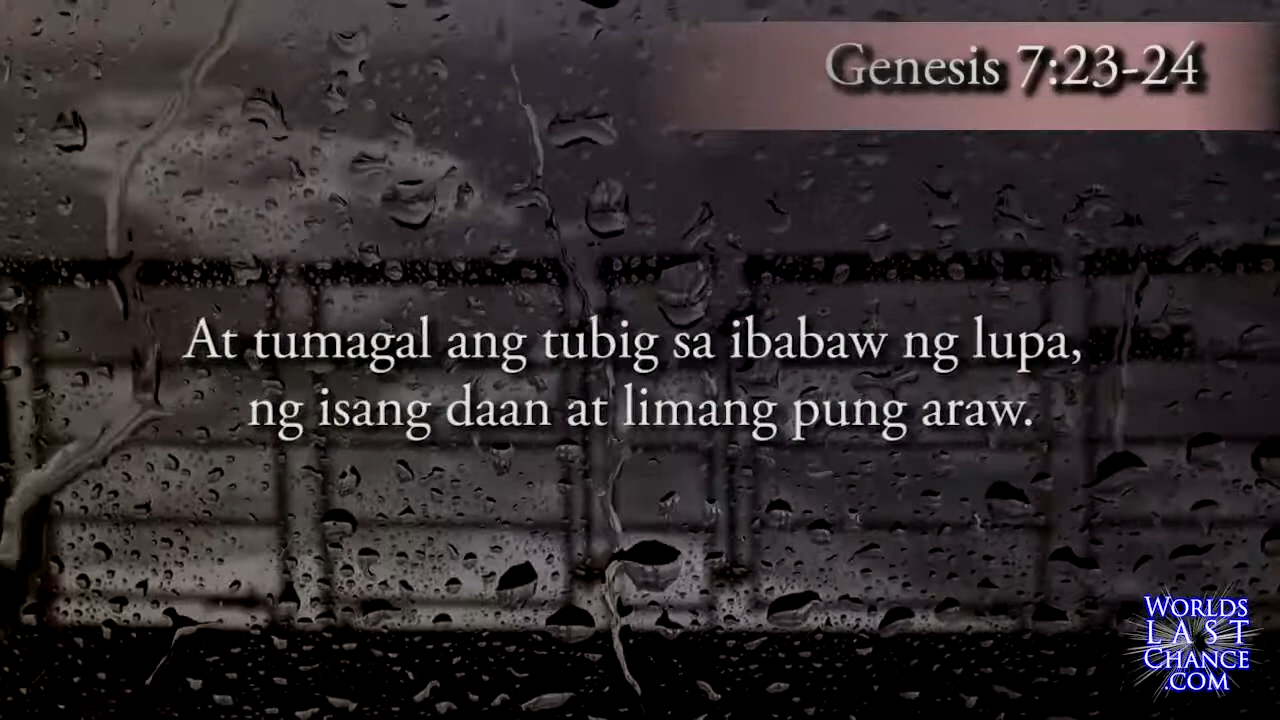 Genesis 7:23-24
At tumagal ang tubig sa ibabaw ng lupa,
ng isang daan at limang pung araw.
WORLDS
LAST
CHANCE
.COM